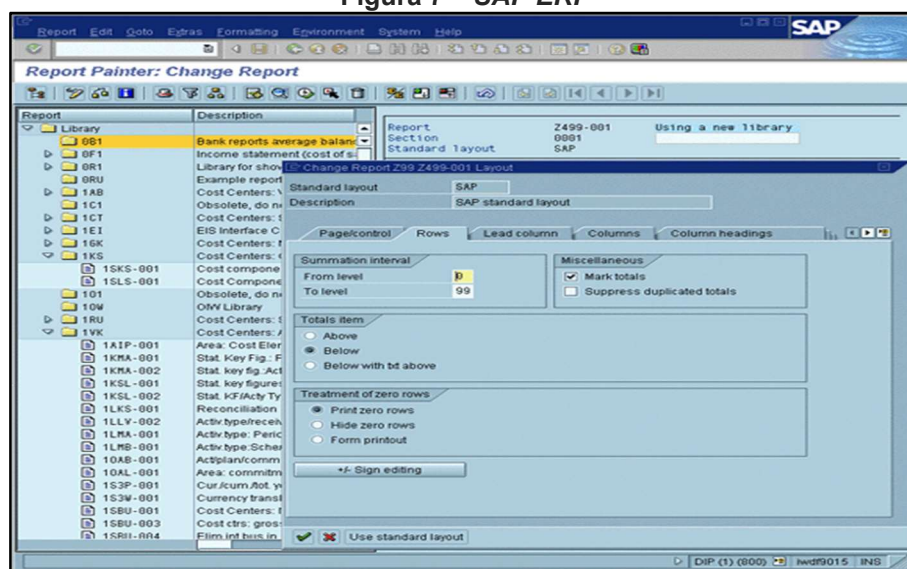 Figura 7 – SAP ERP
Report Edit Goto Extras Formatting Environment System Help
SAP
Report Painter: Change Report
Report Description
Library
0B1 Bank reports average balanc
0F1 Income statement (cost of s
0R1 Library for show
0RU Example report
1AB Cost Centers:
1C1 Obsolete, do n
1CT Cost Centers:
1EI EIS Interface C
1GK Cost Centers:
1KS Cost Centers:
1SKS-001 Cost compone
1SLS-001 Cost Compone
101 Obsolete, do n
10W OIW Library
1RU Cost Centers:
1VK Cost Centers:
1AIP-001 Area: Cost Eler
1KMA-001 Stat. Key Fig.: F
1KMA-002 Stat. key fig.:Act
1KSL-001 Stat. key figure
1KSL-002 Stat. KF/Acty Ty
1LKS-001 Reconciliation
1LLV-002 Activ.type/receiv
1LMA-001 Activ.type: Peric
1LMB-001 Activ.type:Scher
10AB-001 Act/plan/comm
10AL-001 Area: commitm
1S3P-001 Cur./cum./tot. y
1S3W-001 Currency transl
1SBU-001 Cost Centers:
1SBU-003 Cost ctrs: gros
1SBU-004 Elim.int.bus.in
Report Z499-001 Using a new library
Section 0001
Standard layout SAP
Change Report Z99 Z499-001 Layout
Standard layout SAP
Description SAP standard layout
Page/control Rows Lead column Columns Column headings
Summation interval
From level 0
To level 99
Miscellaneous
Mark totals
Suppress duplicated totals
Totals item
Above
Below
Below with bd above
Treatment of zero rows
Print zero rows
Hide zero rows
Form printout
+/- Sign editing
Use standard layout
DIP (1) (800) iwdf9015 INS